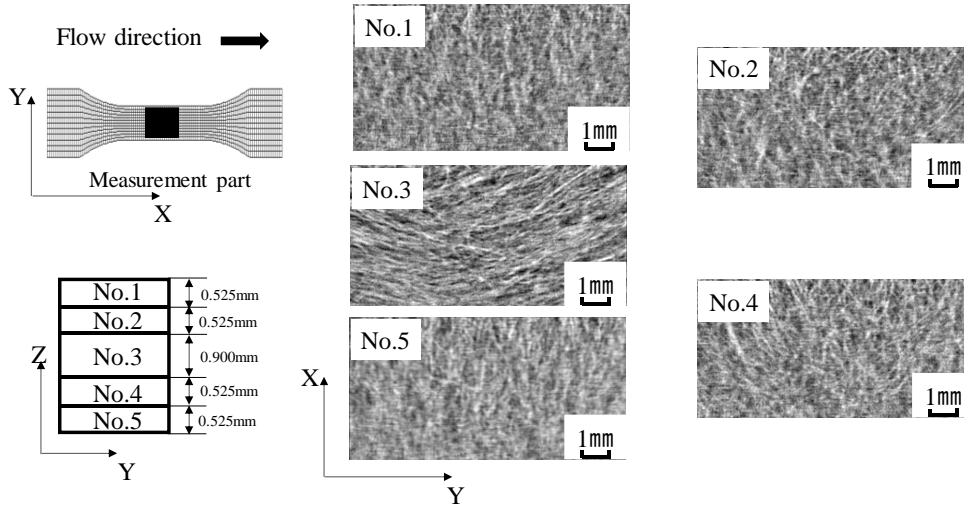 Flow direction
Y
Measurement part
X
No.1
0.525mm
No.2
0.525mm
No.3
0.900mm
Z
No.4
0.525mm
No.5
0.525mm
Y
No.1
1mm
No.2
1mm
No.3
1mm
No.4
1mm
No.5
1mm
X
Y